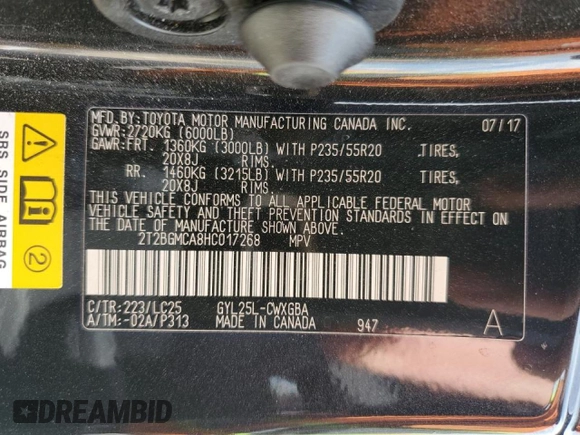 MFD.BY:TOYOTA MOTOR MANUFACTURING CANADA INC. 07/17
GVWR:2720KG (6000LB)
GAWR:FRT. 1360KG (3000LB) WITH P235/55R20 TIRES,
20X8J RIMS,
RR. 1460KG (3215LB) WITH P235/55R20 TIRES,
20X8J RIMS,
THIS VEHICLE CONFORMS TO ALL APPLICABLE FEDERAL MOTOR
VEHICLE SAFETY AND THEFT PREVENTION STANDARDS IN EFFECT ON
THE DATE OF MANUFACTURE SHOWN ABOVE.
2T2BGMCA8HC017268 MPV
C/TR:223/LC25 GYL25L-CWXGBA
A/TM:-02A/P313 MADE IN CANADA 947 A
SRS SIDE AIRBAG
2
DREAMBID